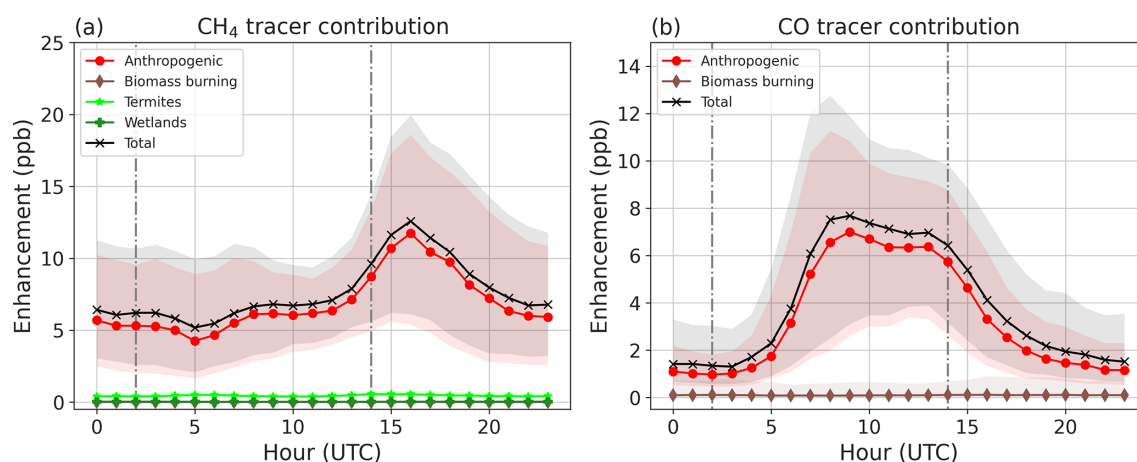 (a)
CH₄ tracer contribution
Enhancement (ppb)
25
20
15
10
5
0
Anthropogenic
Biomass burning
Termites
Wetlands
Total
0 5 10 15 20
Hour (UTC)
(b)
CO tracer contribution
Enhancement (ppb)
14
12
10
8
6
4
2
0
Anthropogenic
Biomass burning
Total
0 5 10 15 20
Hour (UTC)